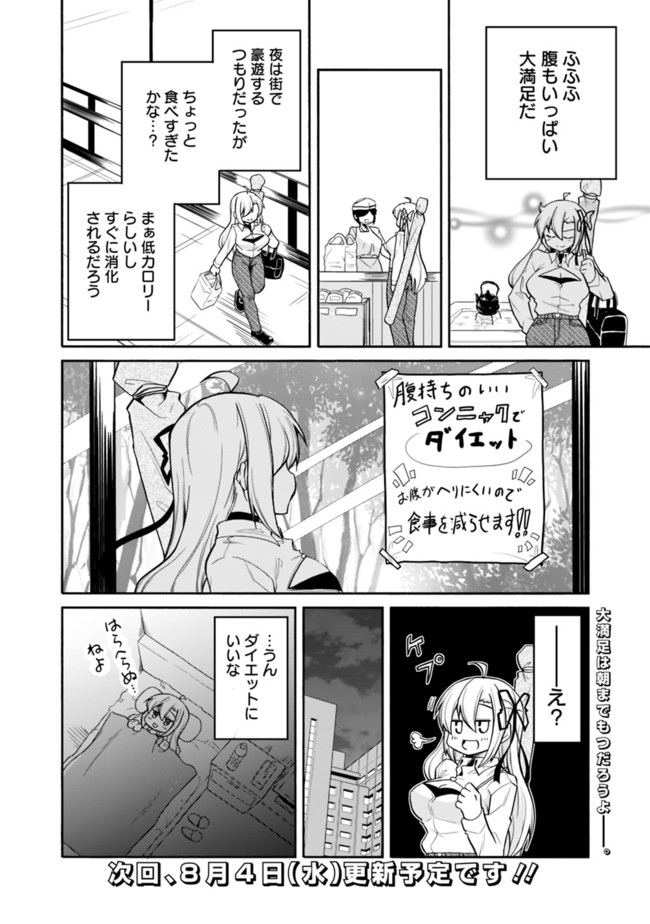 ふふふ
腹もいっぱい
大満足だ
夜は街で
豪遊する
つもりだったが
ちょっと
食べすぎた
かな…?
まぁ低カロリー
らしいし
すぐに消化
されるだろう
腹持ちのいい
コンニャクで
ダイエット
お腹がへりにくいので
食事を減らせます!!
――え?
ケプ
…うん
ダイエットに
いいな
はらへらぬ…
ねよ
大満足は朝までもつだろうよ――。
次回、8月4日(水)更新予定です!!